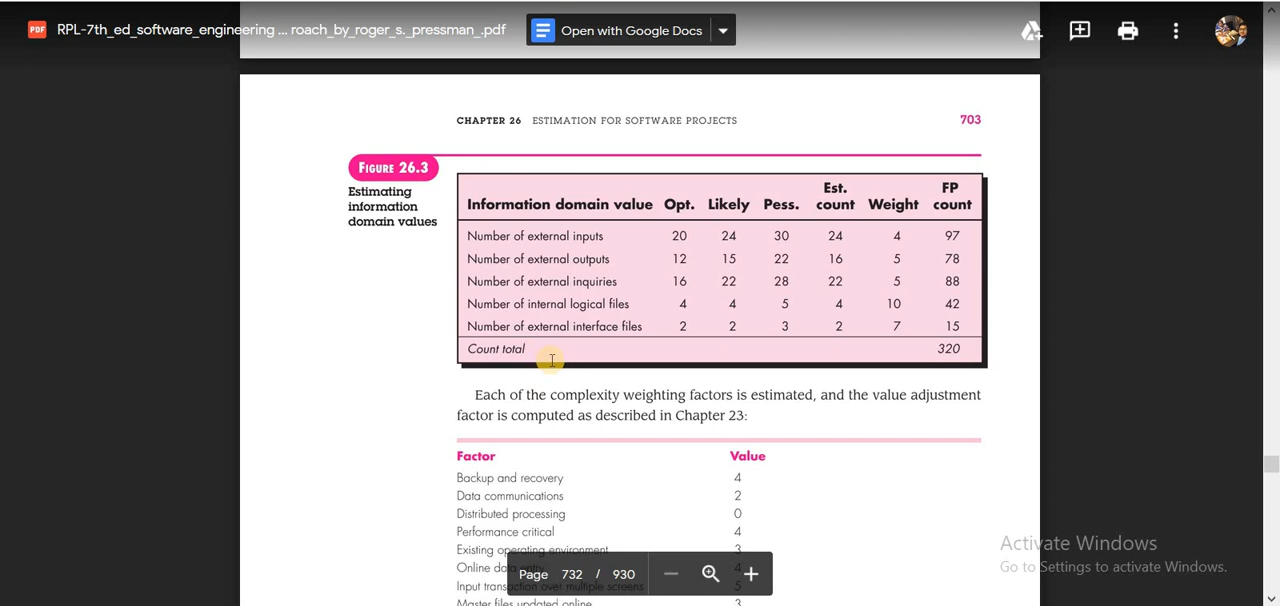 RPL-7th_ed_software_engineering ... roach_by_roger_s._pressman_.pdf
PDF
Open with Google Docs
CHAPTER 26 ESTIMATION FOR SOFTWARE PROJECTS 703
FIGURE 26.3
Estimating
information
domain values
Information domain value Opt. Likely Pess. Est. count Weight FP count
Number of external inputs 20 24 30 24 4 97
Number of external outputs 12 15 22 16 5 78
Number of external inquiries 16 22 28 22 5 88
Number of internal logical files 4 4 5 4 10 42
Number of external interface files 2 2 3 2 7 15
Count total 320
Each of the complexity weighting factors is estimated, and the value adjustment
factor is computed as described in Chapter 23:
Factor Value
Backup and recovery 4
Data communications 2
Distributed processing 0
Performance critical 4
Existing operating environment 3
Online data entry 4
Input transaction over multiple screens 5
Master files updated online 3
Page 732 / 930
Activate Windows
Go to Settings to activate Windows.